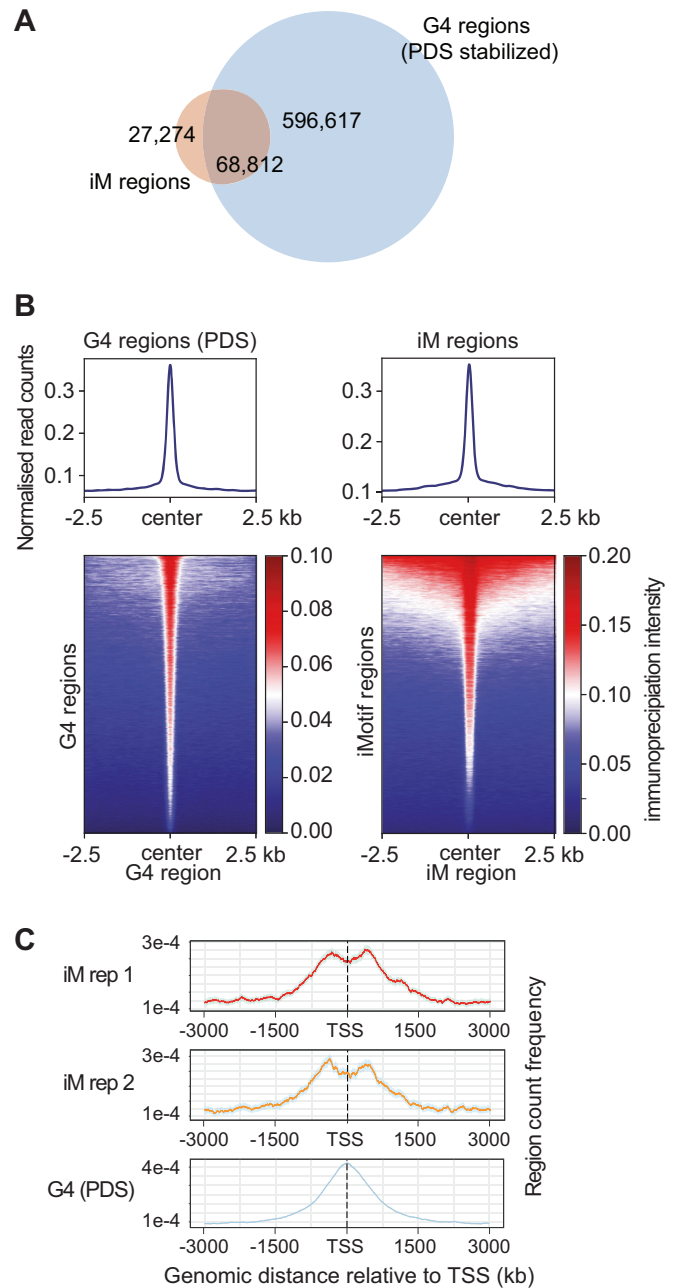 A
G4 regions
(PDS stabilized)
27,274
596,617
68,812
iM regions
B
G4 regions (PDS)
iM regions
Normalised read counts
0.3
0.2
0.1
-2.5
center
2.5 kb
0.3
0.2
0.1
-2.5
center
2.5 kb
G4 regions
0.10
0.08
0.06
0.04
0.02
0.00
-2.5
center
2.5 kb
G4 region
iMotif regions
0.20
0.15
0.10
0.05
0.00
immunoprecipiation intensity
-2.5
center
2.5 kb
iM region
C
iM rep 1
3e-4
1e-4
-3000
-1500
TSS
1500
3000
iM rep 2
3e-4
1e-4
-3000
-1500
TSS
1500
3000
G4 (PDS)
4e-4
1e-4
-3000
-1500
TSS
1500
3000
Region count frequency
Genomic distance relative to TSS (kb)